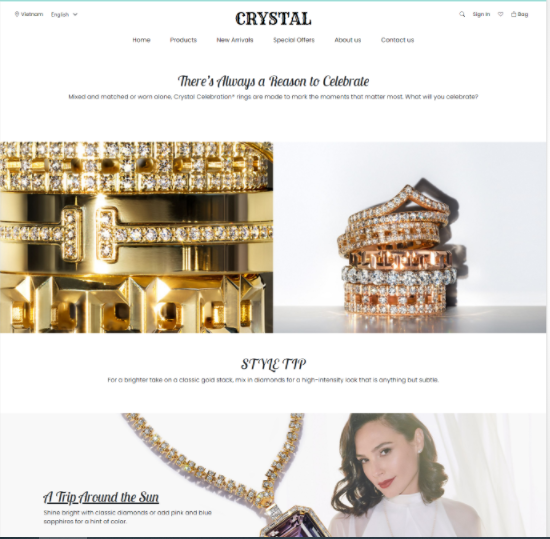 Vietnam English CRYSTAL Sign In Bag
Home Products New Arrivals Special Offers About us Contact us
There's Always a Reason to Celebrate
Mixed and matched or worn alone, Crystal Celebration® rings are made to mark the moments that matter most. What will you celebrate?
STYLE TIP
For a brighter take on a classic gold stack, mix in diamonds for a high-intensity look that is anything but subtle.
A Trip Around the Sun
Shine bright with classic diamonds or add pink and blue
sapphires for a hint of color.